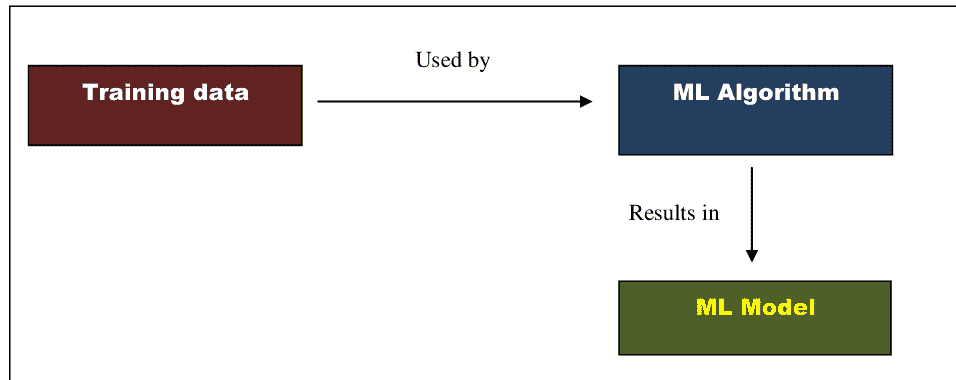 Used by
Training data
ML Algorithm
Results in
ML Model